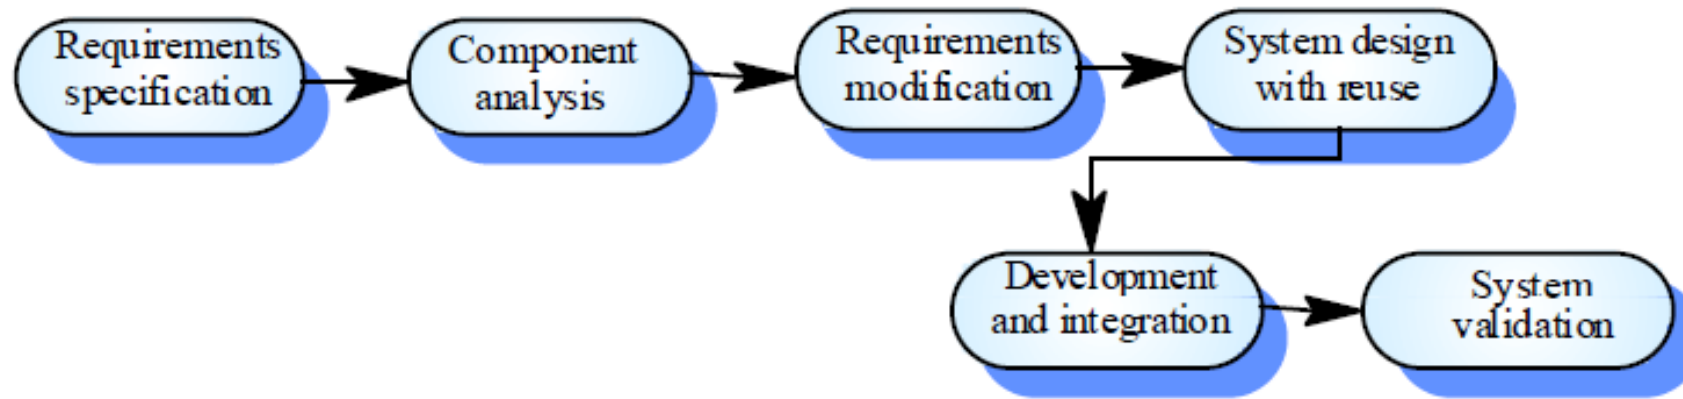 Requirements
specification
Component
analysis
Requirements
modification
System design
with reuse
Development
and integration
System
validation